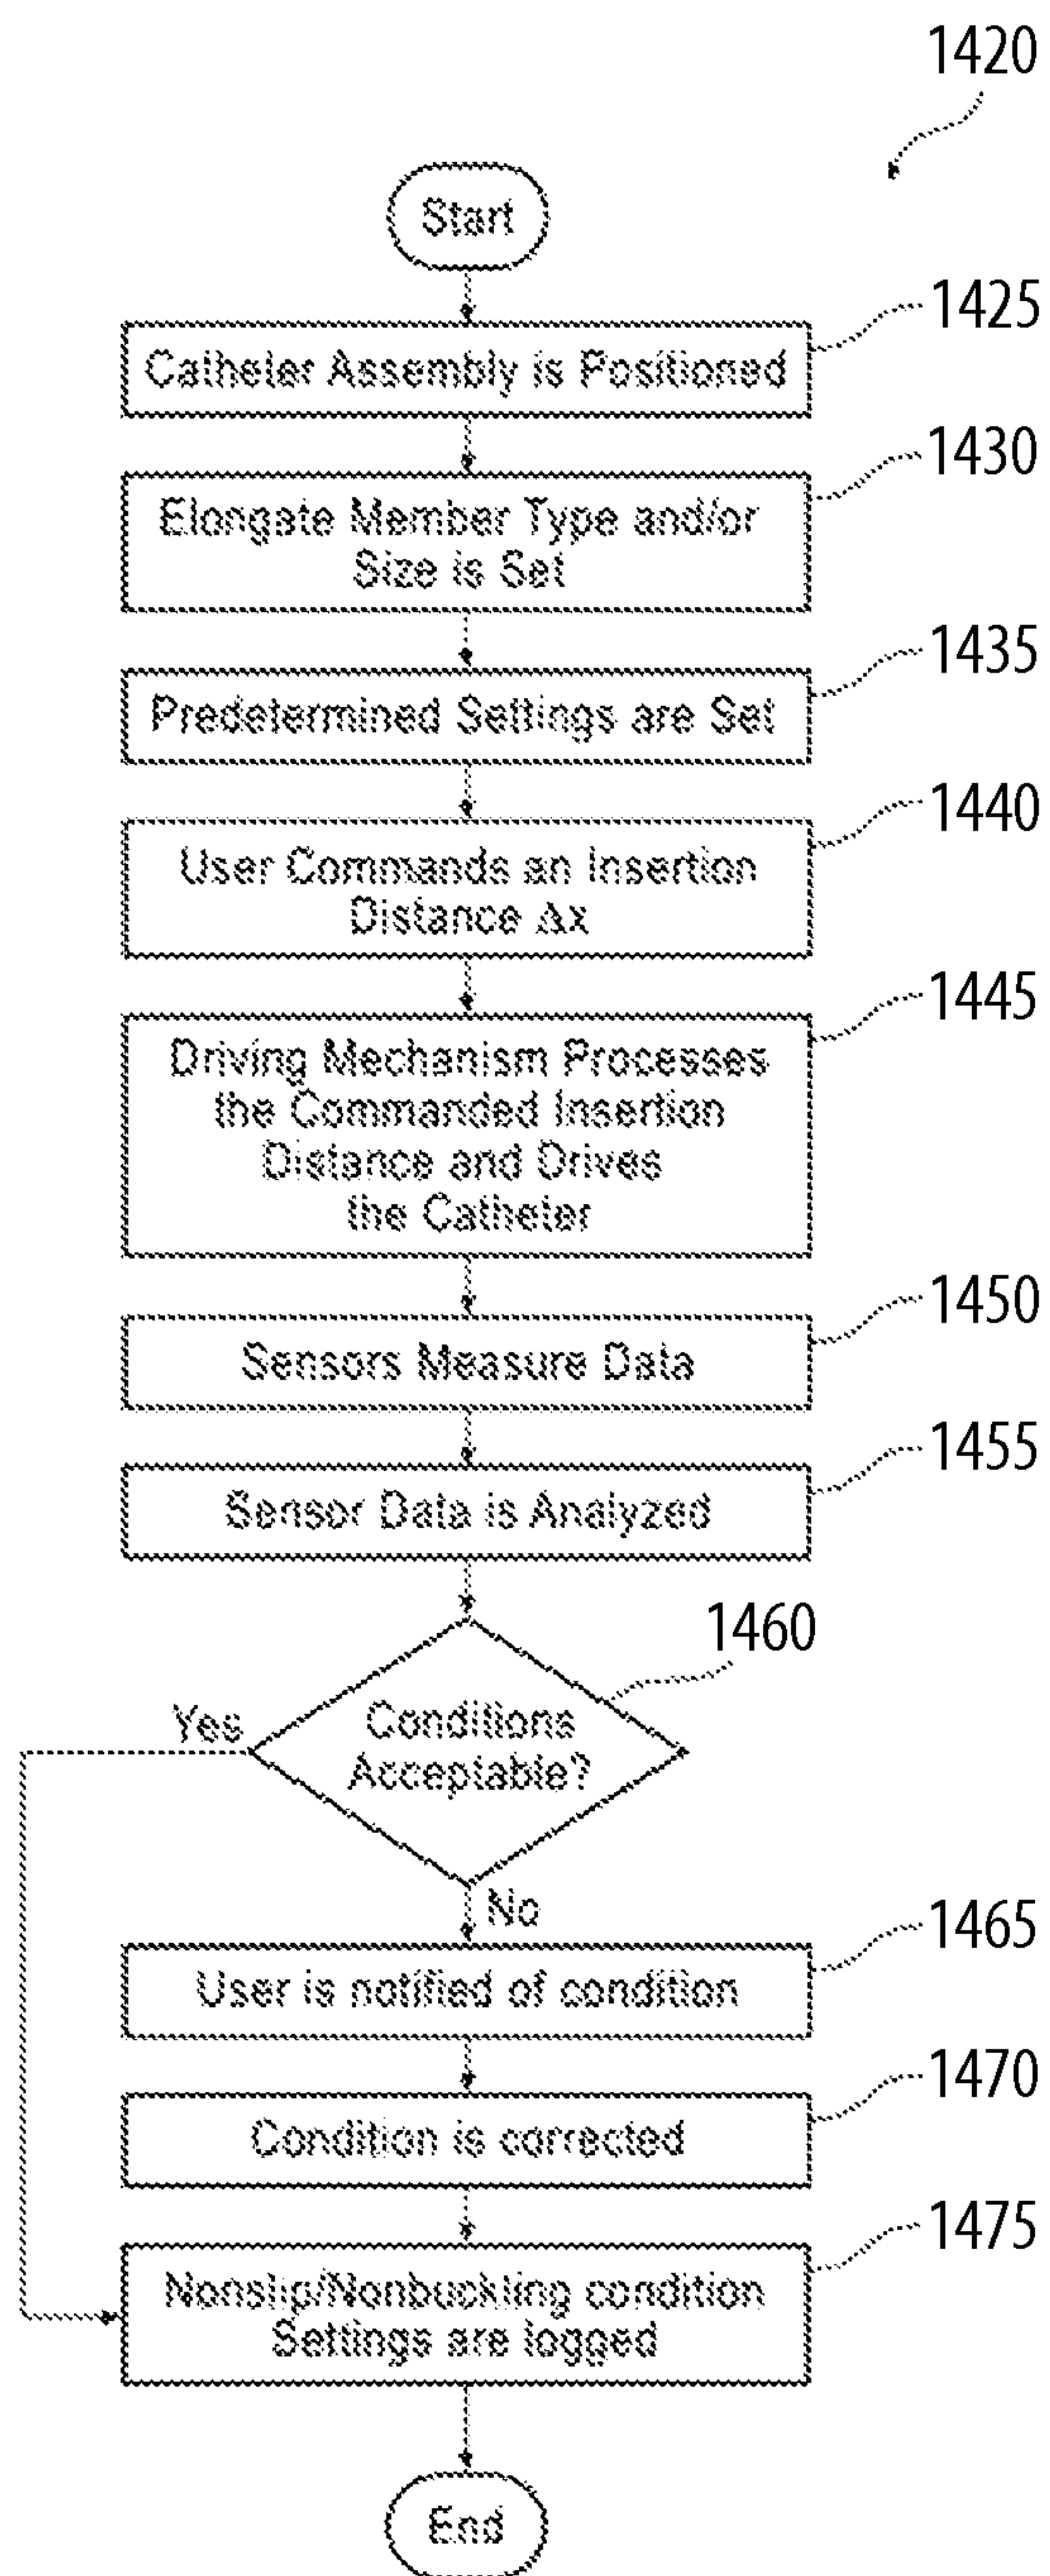 1420
Start
1425
Catheter Assembly is Positioned
1430
Elongate Member Type and/or
Size is Set
1435
Predetermined Settings are Set
1440
User Commands an Insertion
Distance Δx
1445
Driving Mechanism Processes
the Commanded Insertion
Distance and Drives
the Catheter
1450
Sensors Measure Data
1455
Sensor Data is Analyzed
1460
Yes
Conditions
Acceptable?
No
1465
User is notified of condition
1470
Condition is corrected
1475
Nonslip/Nonbuckling condition
Settings are logged
End